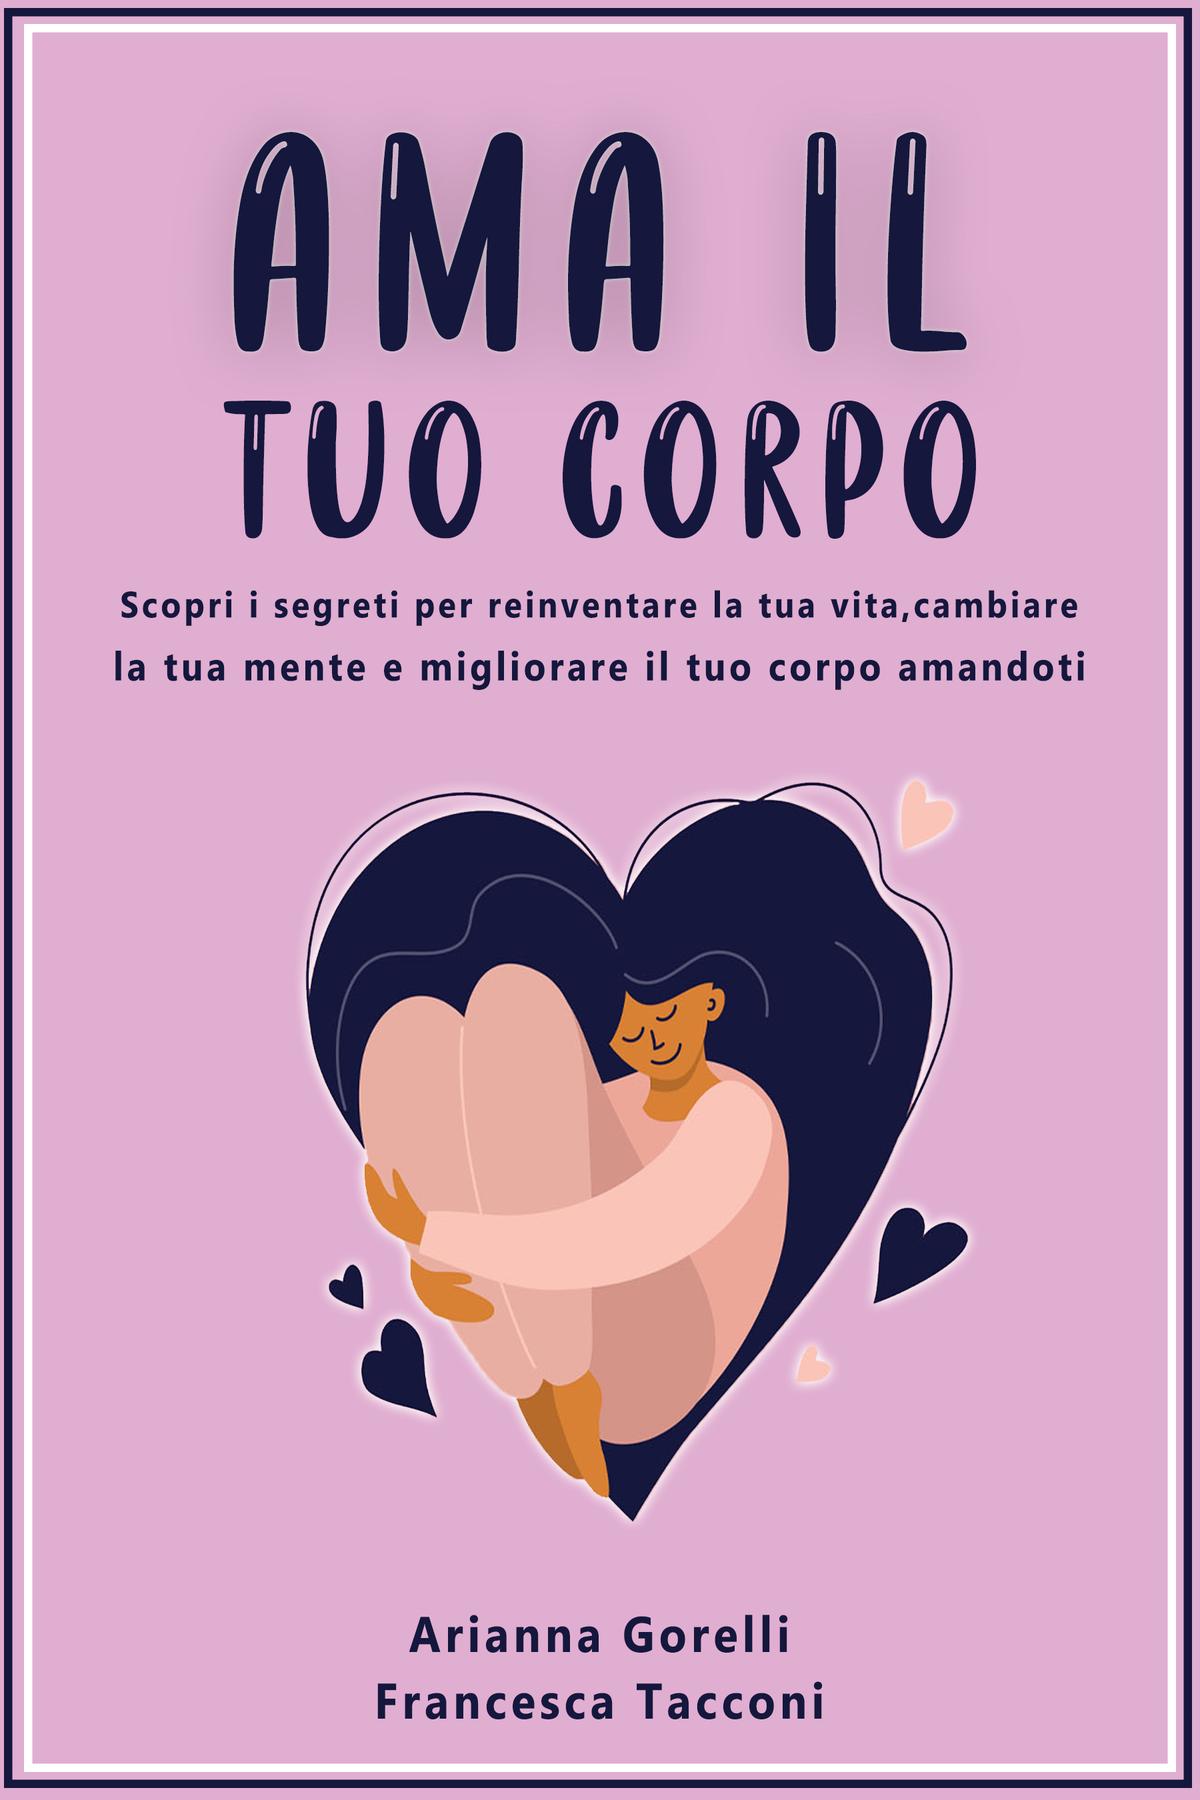 AMA IL
TUO CORPO
Scopri i segreti per reinventare la tua vita,cambiare
la tua mente e migliorare il tuo corpo amandoti
Arianna Gorelli
Francesca Tacconi